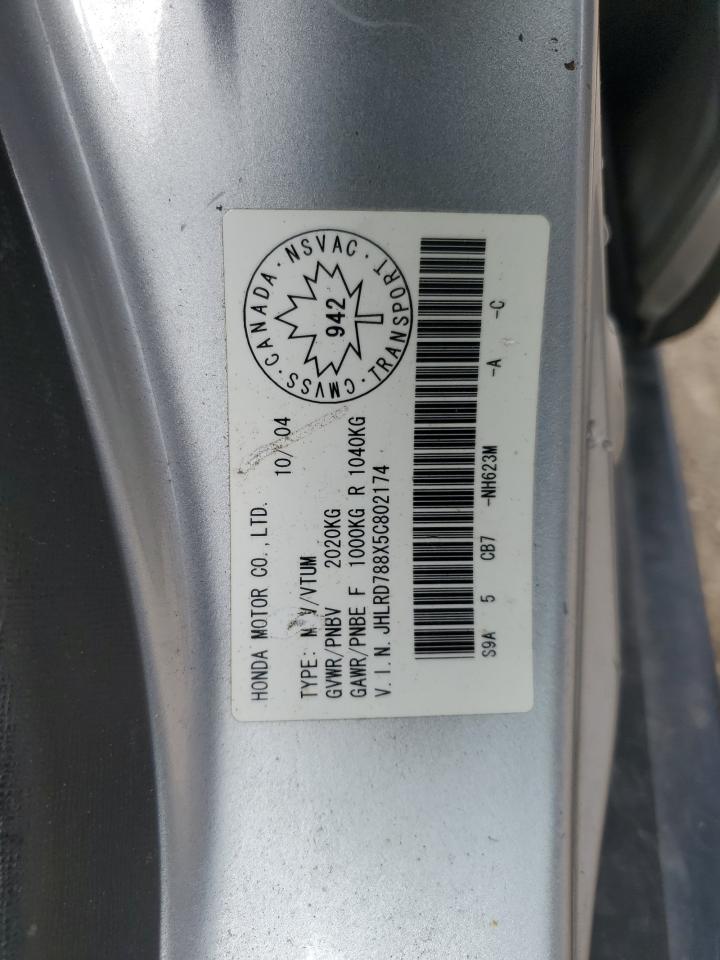 HONDA MOTOR CO., LTD. 10/ 04
TYPE: M V/VTUM
GVWR/PNBV 2020KG
GAWR/PNBE F 1000KG R 1040KG
V. I. N. JHLRD788X5C802174
CMVSS·CANADA·NSVAC·TRANSPORT·
942
S9A 5 CB7 -NH623M -A -C